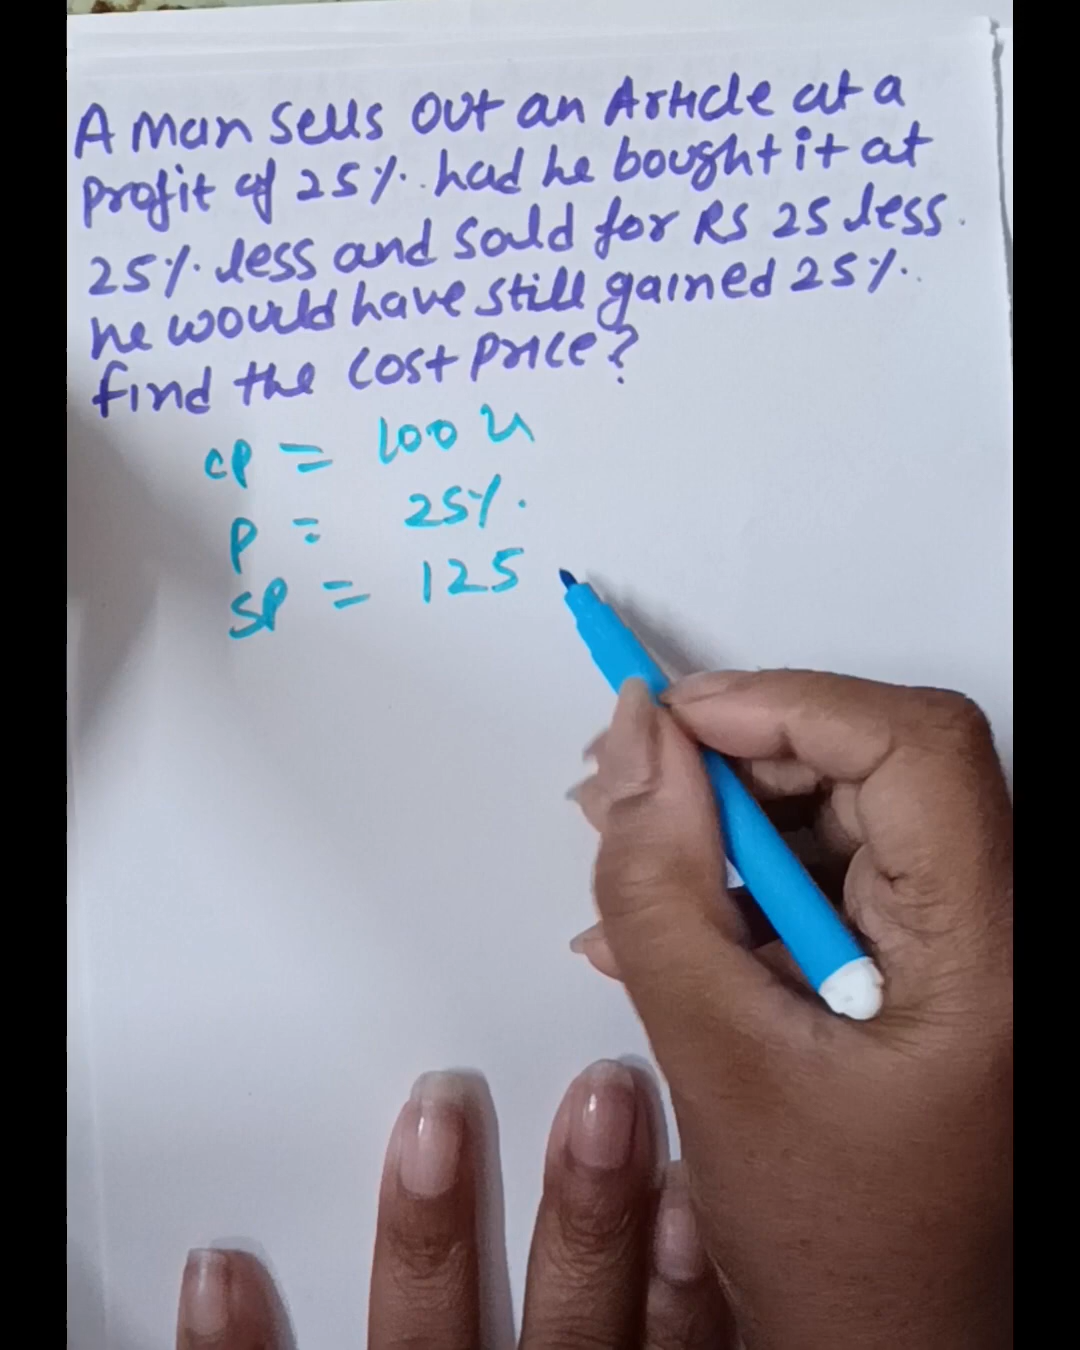 A man sells out an Article at a
profit of 25%. had he bought it at
25%. less and sold for Rs 25 less.
he would have still gained 25%.
find the cost price?
CP = 100 u
P = 25%.
SP = 125